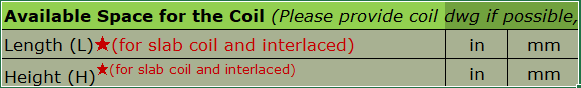 Available Space for the Coil (Please provide coil dwg if possible,
Length (L)★(for slab coil and interlaced) in mm
Height (H)★(for slab coil and interlaced) in mm